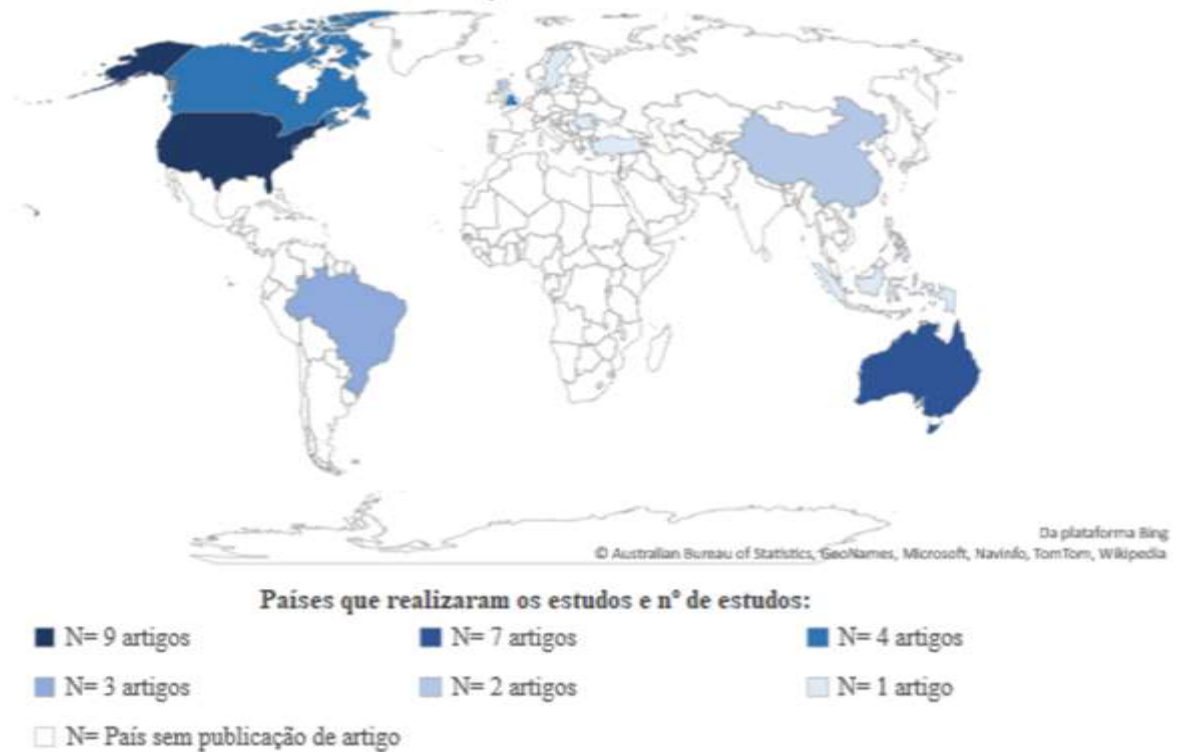 Da plataforma Bing
© Australian Bureau of Statistics, GeoNames, Microsoft, Navinfo, TomTom, Wikipedia
Países que realizaram os estudos e nº de estudos:
N= 9 artigos
N= 7 artigos
N= 4 artigos
N= 3 artigos
N= 2 artigos
N= 1 artigo
N= País sem publicação de artigo